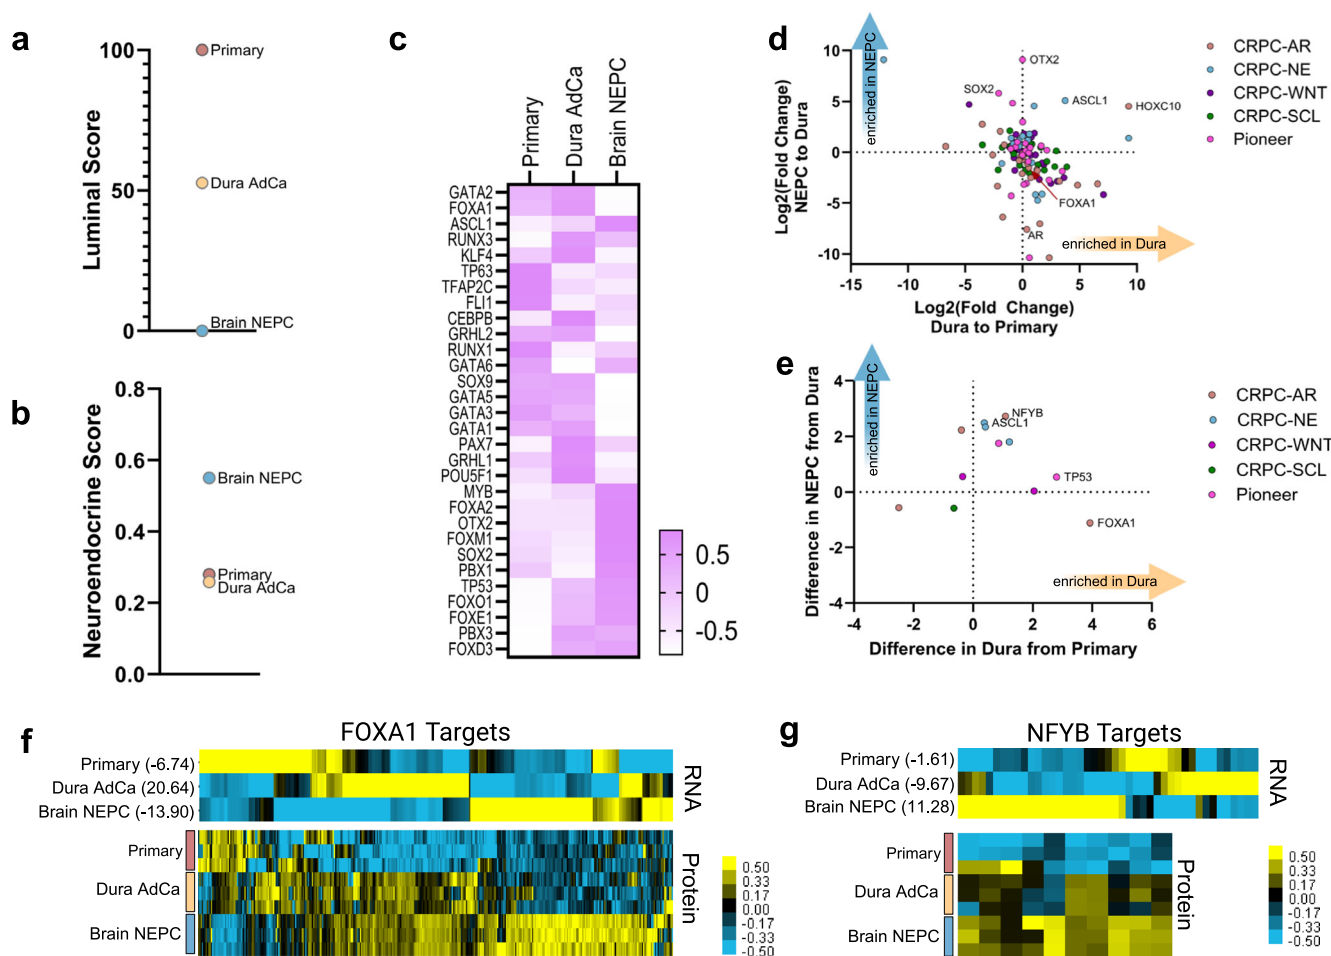 a
Luminal Score
100
50
0
Primary
Dura AdCa
Brain NEPC
b
Neuroendocrine Score
0.8
0.6
0.4
0.2
0.0
Brain NEPC
Primary
Dura AdCa
c
Primary
Dura AdCa
Brain NEPC
GATA2
FOXA1
ASCL1
RUNX3
KLF4
TP63
TFAP2C
FLI1
CEBPB
GRHL2
RUNX1
GATA6
SOX9
GATA5
GATA3
GATA1
PAX7
GRHL1
POU5F1
MYB
FOXA2
OTX2
FOXM1
SOX2
PBX1
TP53
FOXO1
FOXE1
PBX3
FOXD3
0.5
0
-0.5
d
enriched in NEPC
Log2(Fold Change)
NEPC to Dura
10
5
0
-5
-10
OTX2
SOX2
ASCL1
HOXC10
FOXA1
AR
enriched in Dura
-15
-10
-5
0
5
10
Log2(Fold Change)
Dura to Primary
CRPC-AR
CRPC-NE
CRPC-WNT
CRPC-SCL
Pioneer
e
enriched in NEPC
Difference in NEPC from Dura
4
2
0
-2
-4
NFYB
ASCL1
TP53
FOXA1
enriched in Dura
-4
-2
0
2
4
6
Difference in Dura from Primary
CRPC-AR
CRPC-NE
CRPC-WNT
CRPC-SCL
Pioneer
f
FOXA1 Targets
Primary (-6.74)
Dura AdCa (20.64)
Brain NEPC (-13.90)
RNA
Primary
Dura AdCa
Brain NEPC
Protein
0.50
0.33
0.17
0.00
-0.17
-0.33
-0.50
g
NFYB Targets
Primary (-1.61)
Dura AdCa (-9.67)
Brain NEPC (11.28)
RNA
Primary
Dura AdCa
Brain NEPC
Protein
0.50
0.33
0.17
0.00
-0.17
-0.33
-0.50